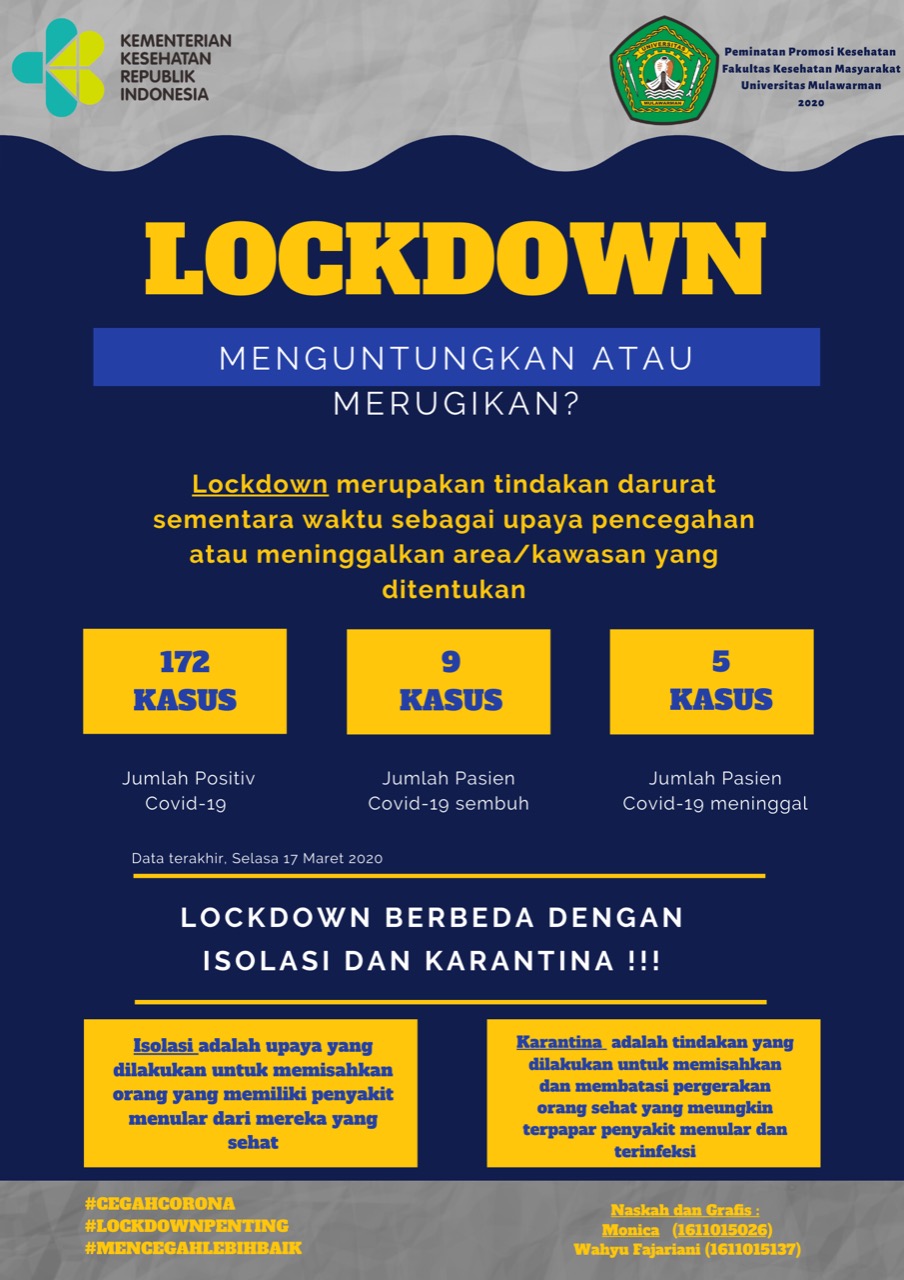 KEMENTERIAN
KESEHATAN
REPUBLIK
INDONESIA
UNIVERSITAS
MULAWARMAN
Peminatan Promosi Kesehatan
Fakultas Kesehatan Masyarakat
Universitas Mulawarman
2020
LOCKDOWN
MENGUNTUNGKAN ATAU
MERUGIKAN?
Lockdown merupakan tindakan darurat
sementara waktu sebagai upaya pencegahan
atau meninggalkan area/kawasan yang
ditentukan
172
KASUS
Jumlah Positiv
Covid-19
9
KASUS
Jumlah Pasien
Covid-19 sembuh
5
KASUS
Jumlah Pasien
Covid-19 meninggal
Data terakhir, Selasa 17 Maret 2020
LOCKDOWN BERBEDA DENGAN
ISOLASI DAN KARANTINA !!!
Isolasi adalah upaya yang
dilakukan untuk memisahkan
orang yang memiliki penyakit
menular dari mereka yang
sehat
Karantina adalah tindakan yang
dilakukan untuk memisahkan
dan membatasi pergerakan
orang sehat yang meungkin
terpapar penyakit menular dan
terinfeksi
#CEGAHCORONA
#LOCKDOWNPENTING
#MENCEGAHLEBIHBAIK
Naskah dan Grafis :
Monica (1611015026)
Wahyu Fajariani (1611015137)